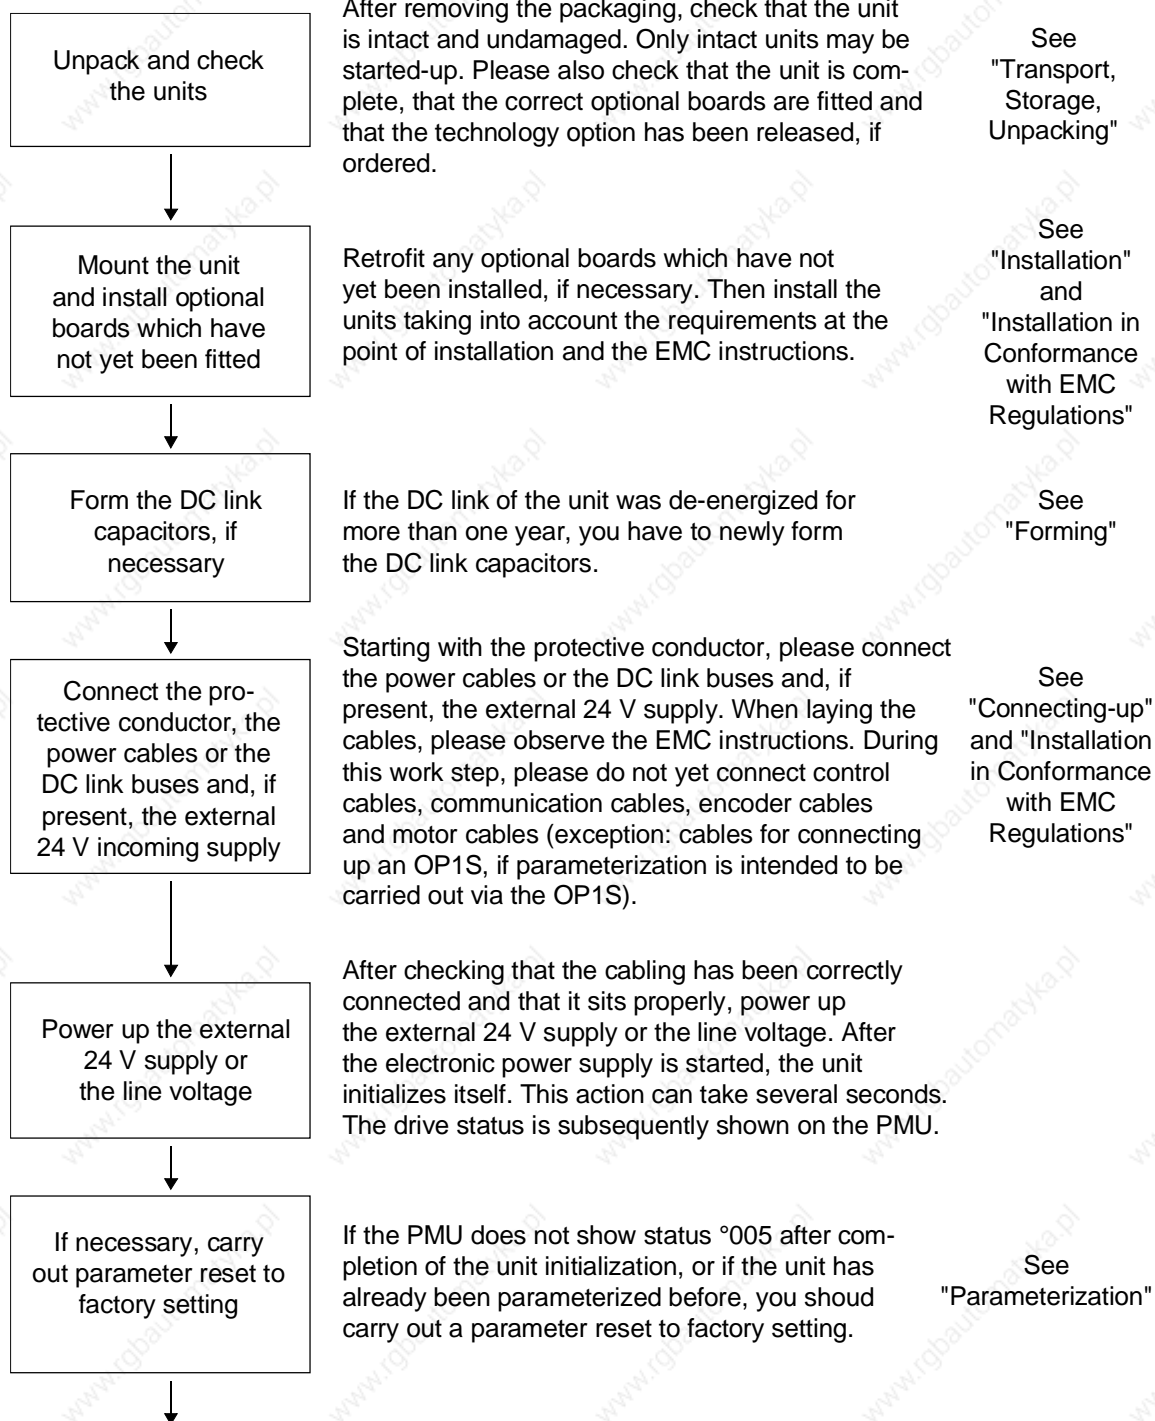 Unpack and check
the units
After removing the packaging, check that the unit
is intact and undamaged. Only intact units may be
started-up. Please also check that the unit is com-
plete, that the correct optional boards are fitted and
that the technology option has been released, if
ordered.
See
"Transport,
Storage,
Unpacking"
Mount the unit
and install optional
boards which have
not yet been fitted
Retrofit any optional boards which have not
yet been installed, if necessary. Then install the
units taking into account the requirements at the
point of installation and the EMC instructions.
See
"Installation"
and
"Installation in
Conformance
with EMC
Regulations"
Form the DC link
capacitors, if
necessary
If the DC link of the unit was de-energized for
more than one year, you have to newly form
the DC link capacitors.
See
"Forming"
Connect the pro-
tective conductor, the
power cables or the
DC link buses and, if
present, the external
24 V incoming supply
Starting with the protective conductor, please connect
the power cables or the DC link buses and, if
present, the external 24 V supply. When laying the
cables, please observe the EMC instructions. During
this work step, please do not yet connect control
cables, communication cables, encoder cables
and motor cables (exception: cables for connecting
up an OP1S, if parameterization is intended to be
carried out via the OP1S).
See
"Connecting-up"
and "Installation
in Conformance
with EMC
Regulations"
Power up the external
24 V supply or
the line voltage
After checking that the cabling has been correctly
connected and that it sits properly, power up
the external 24 V supply or the line voltage. After
the electronic power supply is started, the unit
initializes itself. This action can take several seconds.
The drive status is subsequently shown on the PMU.
If necessary, carry
out parameter reset to
factory setting
If the PMU does not show status °005 after com-
pletion of the unit initialization, or if the unit has
already been parameterized before, you shoud
carry out a parameter reset to factory setting.
See
"Parameterization"
www.rgbautomatyka.pl